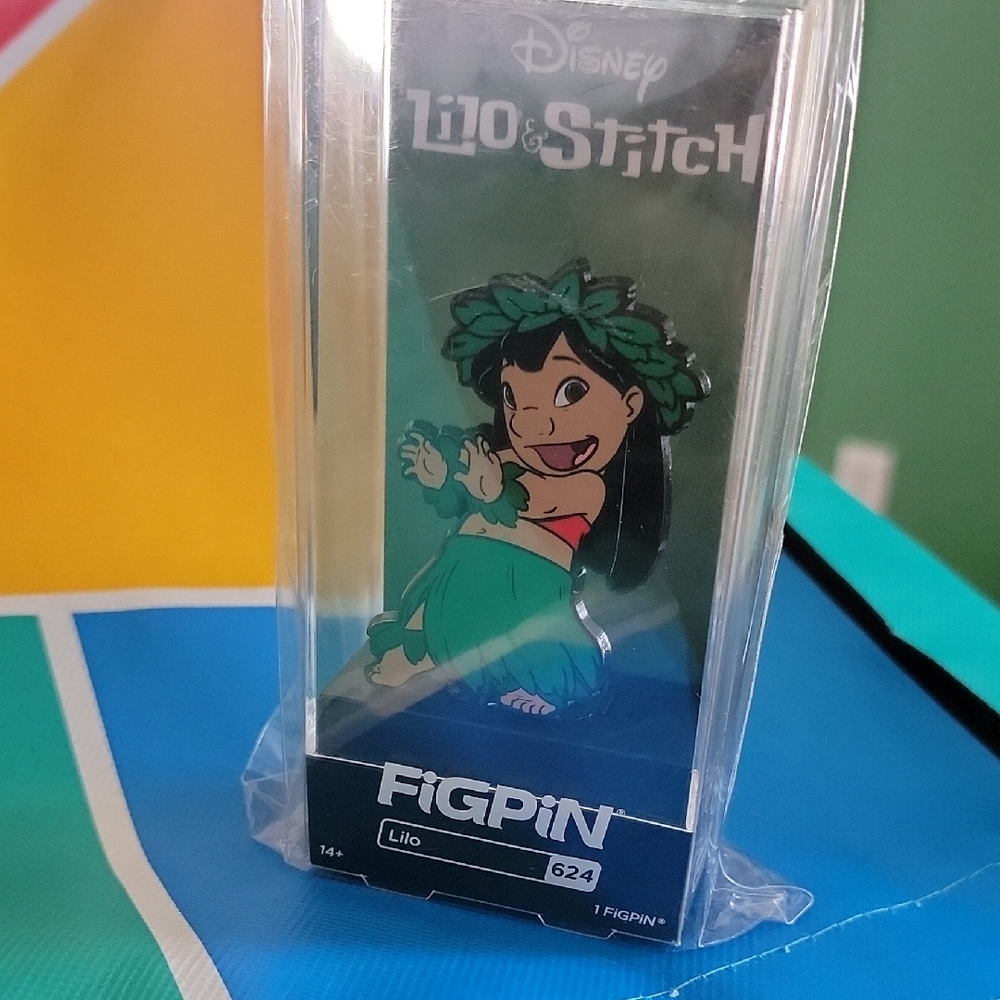 Disney
Lilo & Stitch
FiGPiN®
Lilo
624
14+
1 FiGPiN®